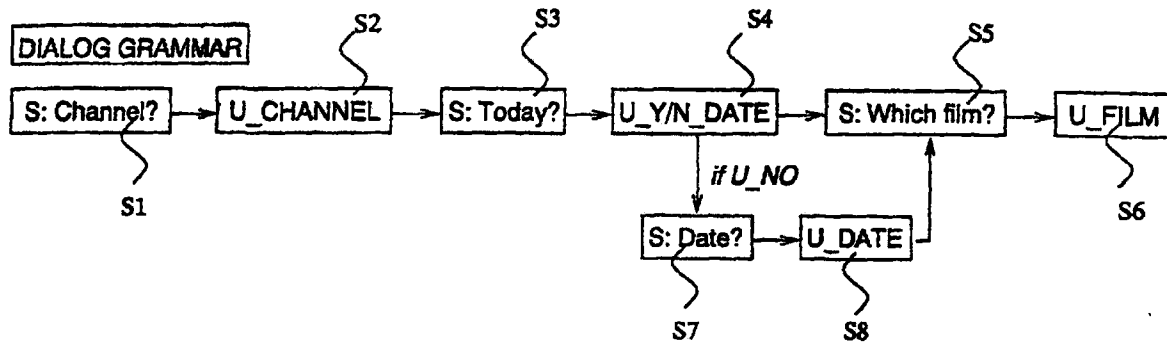 S2 S3 S4 S5
DIALOG GRAMMAR
S: Channel? U_CHANNEL S: Today? U_Y/N_DATE S: Which film? U_FILM
if U_NO
S1 S6
S: Date? U_DATE
S7 S8